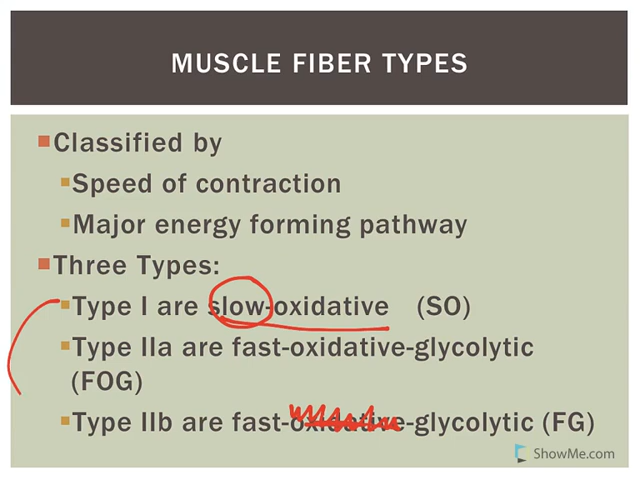 MUSCLE FIBER TYPES
Classified by
Speed of contraction
Major energy forming pathway
Three Types:
Type I are slow-oxidative (SO)
Type IIa are fast-oxidative-glycolytic
(FOG)
Type IIb are fast-oxidative-glycolytic (FG)
ShowMe.com